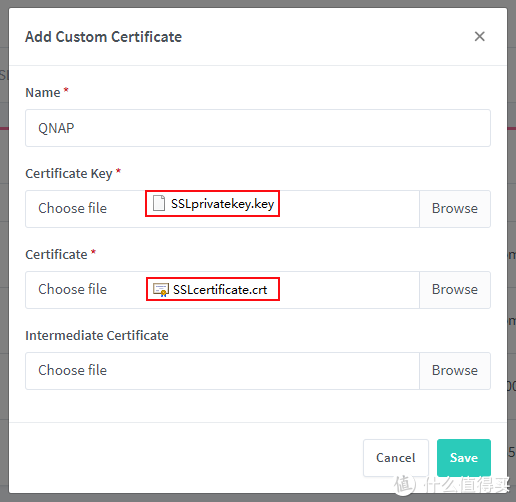 Add Custom Certificate
Name *
QNAP
Certificate Key *
Choose file SSLprivatekey.key Browse
Certificate *
Choose file SSLcertificate.crt Browse
Intermediate Certificate
Choose file Browse
Cancel Save
值 什么值得买